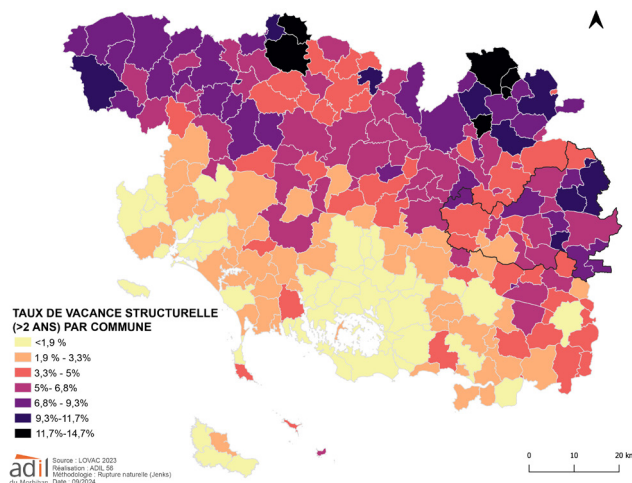 TAUX DE VACANCE STRUCTURELLE
(>2 ANS) PAR COMMUNE
<1,9 %
1,9 % - 3,3%
3,3% - 5%
5%- 6,8%
6,8% - 9,3%
9,3%-11,7%
11,7%-14,7%
adil
du Morbihan
Source : LOVAC 2023
Réalisation : ADIL 56
Méthodologie : Rupture naturelle (Jenks)
Date : 09/2024
0 10 20 km